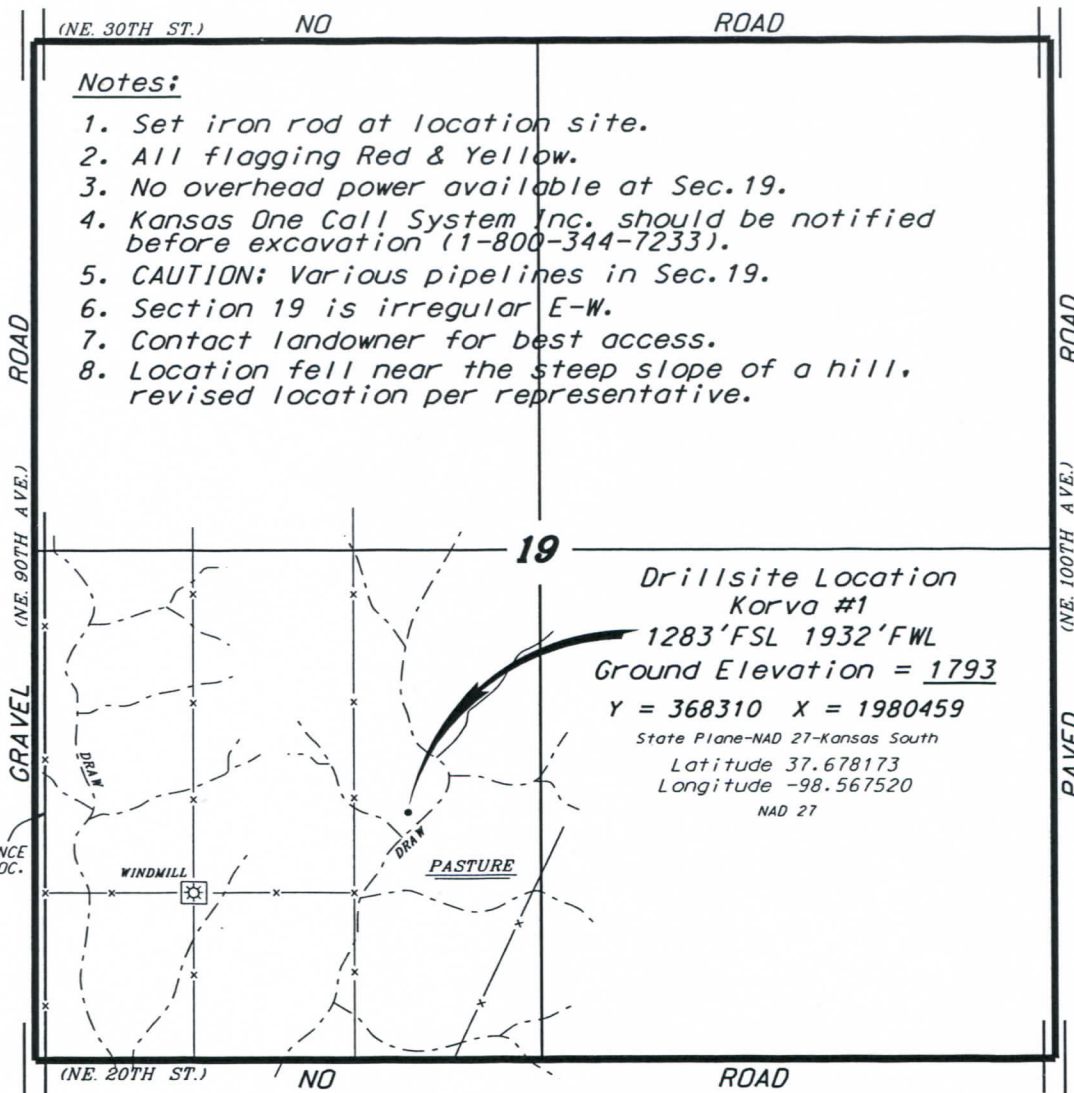 (NE. 30TH ST.) NO ROAD
Notes:
1. Set iron rod at location site.
2. All flagging Red & Yellow.
3. No overhead power available at Sec.19.
4. Kansas One Call System Inc. should be notified
before excavation (1-800-344-7233).
5. CAUTION: Various pipelines in Sec.19.
6. Section 19 is irregular E-W.
7. Contact landowner for best access.
8. Location fell near the steep slope of a hill,
revised location per representative.
GRAVEL (NE. 90TH AVE.) ROAD
(NE. 100TH AVE.) ROAD
19
Drillsite Location
Korva #1
1283'FSL 1932'FWL
Ground Elevation = 1793
Y = 368310 X = 1980459
State Plane-NAD 27-Kansas South
Latitude 37.678173
Longitude -98.567520
NAD 27
DRAW
DRAW
PASTURE
WINDMILL
(NE. 20TH ST.) NO ROAD